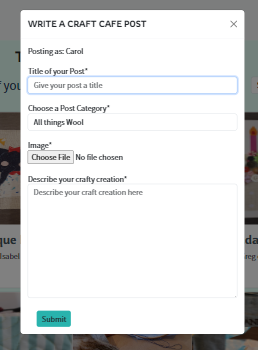 WRITE A CRAFT CAFE POST
Posting as: Carol
Title of your Post*
Give your post a title
Choose a Post Category*
All things Wool
Image*
Choose File No file chosen
Describe your crafty creation*
Describe your craft creation here
Submit